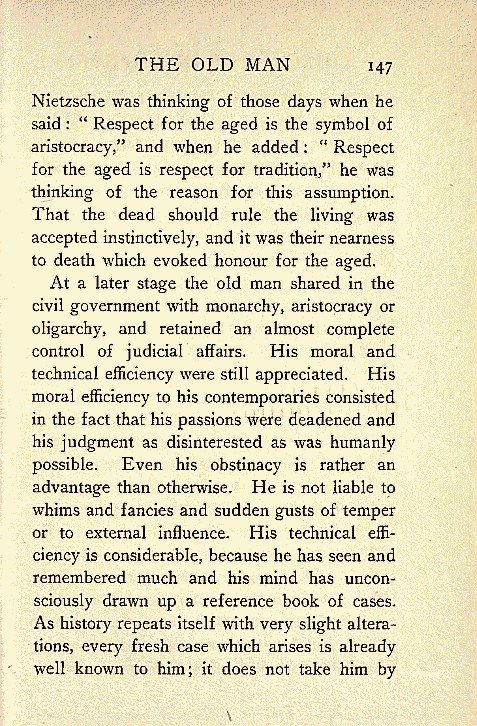 THE OLD MAN 147
Nietzsche was thinking of those days when he
said : " Respect for the aged is the symbol of
aristocracy," and when he added : " Respect
for the aged is respect for tradition," he was
thinking of the reason for this assumption.
That the dead should rule the living was
accepted instinctively, and it was their nearness
to death which evoked honour for the aged.
At a later stage the old man shared in the
civil government with monarchy, aristocracy or
oligarchy, and retained an almost complete
control of judicial affairs. His moral and
technical efficiency were still appreciated. His
moral efficiency to his contemporaries consisted
in the fact that his passions were deadened and
his judgment as disinterested as was humanly
possible. Even his obstinacy is rather an
advantage than otherwise. He is not liable to
whims and fancies and sudden gusts of temper
or to external influence. His technical effi-
ciency is considerable, because he has seen and
remembered much and his mind has uncon-
sciously drawn up a reference book of cases.
As history repeats itself with very slight altera-
tions, every fresh case which arises is already
well known to him; it does not take him by